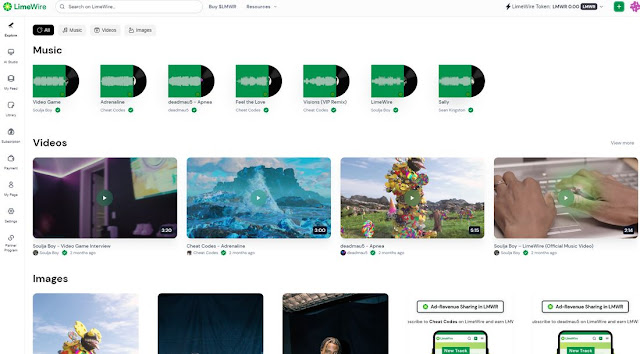 LimeWire
Search on LimeWire...
Buy $LMWR
Resources
LimeWire Token: LMWR 0.00 LMWR
All
Music
Videos
Images
Explore
AI Studio
My Feed
Library
Subscription
Payment
My Page
Settings
Partner
Program
Music
Video Game
Soulja Boy
Adrenaline
Cheat Codes
deadmau5 - Apnea
deadmau5
Feel the Love
Cheat Codes
Visions (VIP Remix)
Cheat Codes
LimeWire
Soulja Boy
Sally
Sean Kingston
Videos
View more
3:20
3:00
5:15
2:14
Soulja Boy - Video Game Interview
Soulja Boy
2 months ago
Cheat Codes - Adrenaline
Cheat Codes
2 months ago
deadmau5 - Apnea
deadmau5
2 months ago
Soulja Boy - LimeWire (Official Music Video)
Soulja Boy
2 months ago
Images
Ad-Revenue Sharing in LMWR
scribe to Cheat Codes on LimeWire and earn LMW
LimeWire
New Track
Ad-Revenue Sharing in LMWR
ubscribe to deadmau5 on LimeWire and earn LMWR
LimeWire
New Track